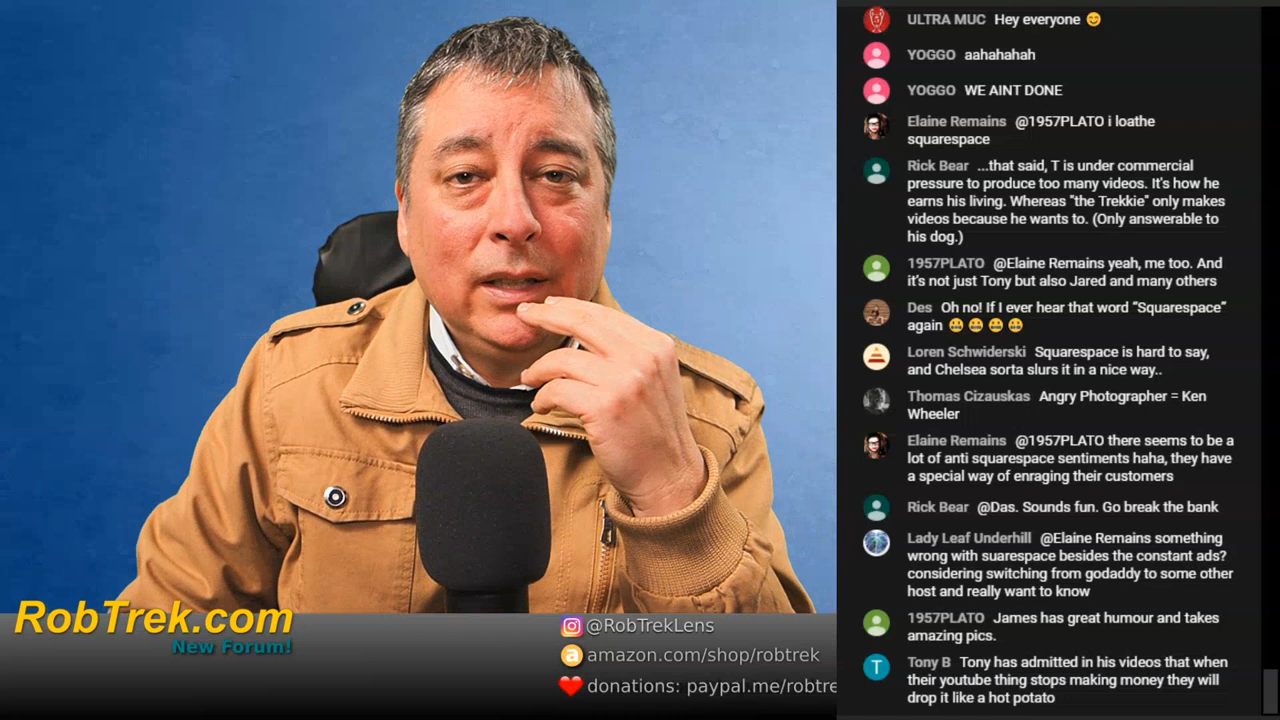 RobTrek.com
New Forum!
@RobTrekLens
amazon.com/shop/robtrek
donations: paypal.me/robtre
ULTRA MUC Hey everyone 😊
YOGGO aahahahah
YOGGO WE AINT DONE
Elaine Remains @1957PLATO i loathe
squarespace
Rick Bear ...that said, T is under commercial
pressure to produce too many videos. It's how he
earns his living. Whereas "the Trekkie" only makes
videos because he wants to. (Only answerable to
his dog.)
1957PLATO @Elaine Remains yeah, me too. And
it's not just Tony but also Jared and many others
Des Oh no! If I ever hear that word “Squarespace”
again 😬 😬 😬 😬
Loren Schwiderski Squarespace is hard to say,
and Chelsea sorta slurs it in a nice way..
Thomas Cizauskas Angry Photographer = Ken
Wheeler
Elaine Remains @1957PLATO there seems to be a
lot of anti squarespace sentiments haha, they have
a special way of enraging their customers
Rick Bear @Das. Sounds fun. Go break the bank
Lady Leaf Underhill @Elaine Remains something
wrong with suarespace besides the constant ads?
considering switching from godaddy to some other
host and really want to know
1957PLATO James has great humour and takes
amazing pics.
T
Tony B Tony has admitted in his videos that when
their youtube thing stops making money they will
drop it like a hot potato